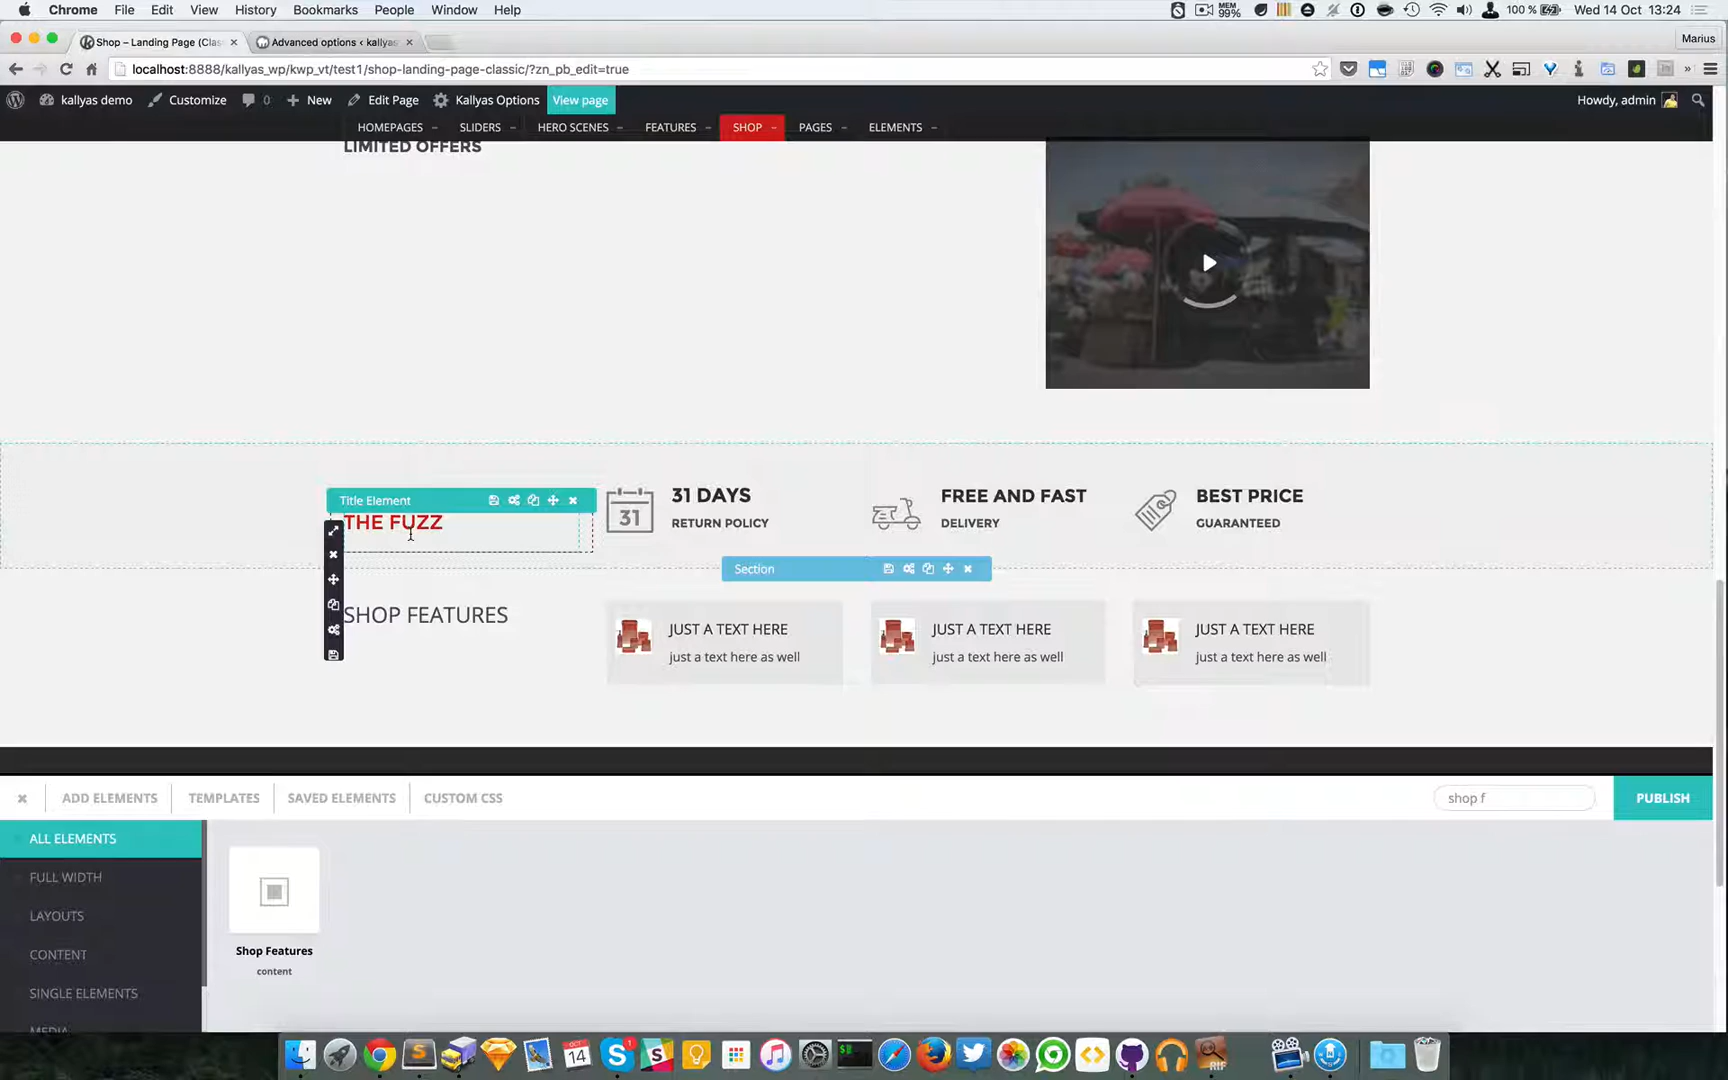 Chrome File Edit View History Bookmarks People Window Help
MEM 99% 100 % Wed 14 Oct 13:24
Shop – Landing Page (Clas
Advanced options ‹ kallyas
Marius
localhost:8888/kallyas_wp/kwp_vt/test1/shop-landing-page-classic/?zn_pb_edit=true
kallyas demo Customize 0 New Edit Page Kallyas Options View page Howdy, admin
HOMEPAGES SLIDERS HERO SCENES FEATURES SHOP PAGES ELEMENTS
LIMITED OFFERS
Title Element
THE FUZZ
31
31 DAYS
RETURN POLICY
FREE AND FAST
DELIVERY
BEST PRICE
GUARANTEED
Section
SHOP FEATURES
JUST A TEXT HERE
just a text here as well
JUST A TEXT HERE
just a text here as well
JUST A TEXT HERE
just a text here as well
ADD ELEMENTS TEMPLATES SAVED ELEMENTS CUSTOM CSS shop f PUBLISH
ALL ELEMENTS
FULL WIDTH
LAYOUTS
CONTENT
SINGLE ELEMENTS
MEDIA
Shop Features
content
14
1
RIF